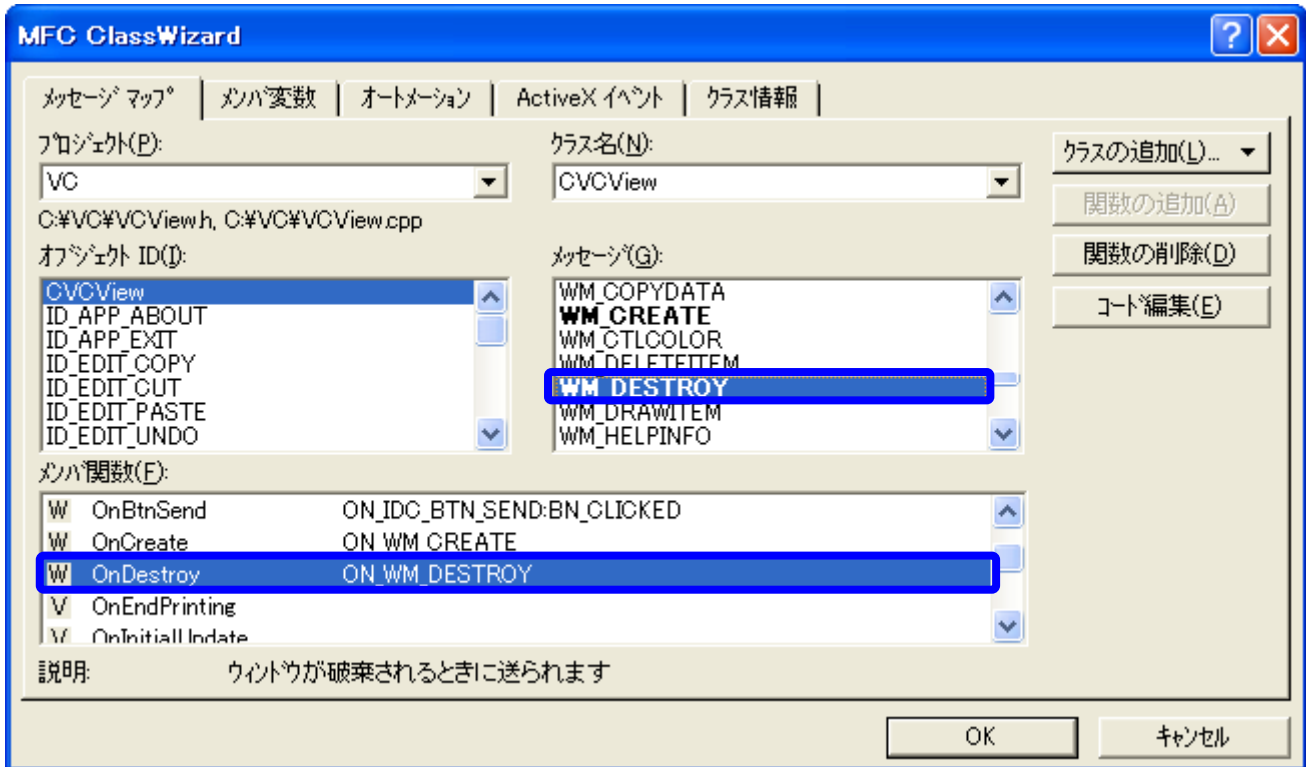 MFC ClassWizard
メッセージ マップ
メンバ変数
オートメーション
ActiveX イベント
クラス情報
プロジェクト(P):
クラス名(N):
クラスの追加(L)...
VC
CVCView
関数の追加(A)
C:¥VC¥VCView.h, C:¥VC¥VCView.cpp
オブジェクト ID(I):
メッセージ(G):
関数の削除(D)
コード編集(E)
CVCView
ID_APP_ABOUT
ID_APP_EXIT
ID_EDIT_COPY
ID_EDIT_CUT
ID_EDIT_PASTE
ID_EDIT_UNDO
WM_COPYDATA
WM_CREATE
WM_CTLCOLOR
WM_DELETEITEM
WM_DESTROY
WM_DRAWITEM
WM_HELPINFO
メンバ関数(F):
W OnBtnSend ON_IDC_BTN_SEND:BN_CLICKED
W OnCreate ON_WM_CREATE
W OnDestroy ON_WM_DESTROY
V OnEndPrinting
V OnInitialUpdate
説明: ウィンドウが破棄されるときに送られます
OK
キャンセル